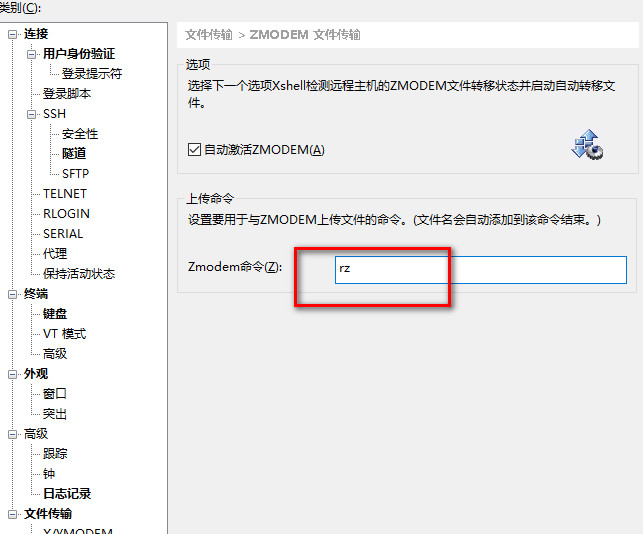 类别(C):
连接
用户身份验证
登录提示符
登录脚本
SSH
安全性
隧道
SFTP
TELNET
RLOGIN
SERIAL
代理
保持活动状态
终端
键盘
VT 模式
高级
外观
窗口
突出
高级
跟踪
钟
日志记录
文件传输
X/YMODEM
文件传输 > ZMODEM 文件传输
选项
选择下一个选项Xshell检测远程主机的ZMODEM文件转移状态并启动自动转移文
件。
自动激活ZMODEM(A)
上传命令
设置要用于与ZMODEM上传文件的命令。(文件名会自动添加到该命令结束。)
Zmodem命令(Z):
rz